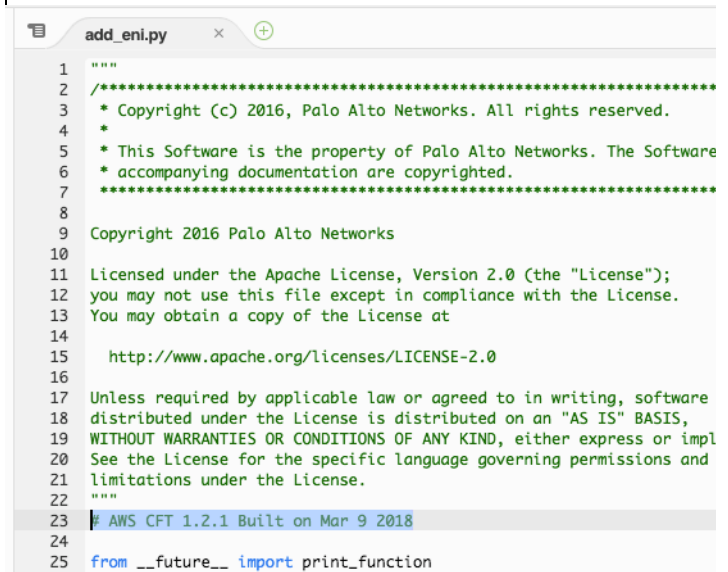 add_eni.py
1 """
2 /********************************************************************
3  * Copyright (c) 2016, Palo Alto Networks. All rights reserved.
4  *
5  * This Software is the property of Palo Alto Networks. The Software
6  * accompanying documentation are copyrighted.
7  ********************************************************************
8
9 Copyright 2016 Palo Alto Networks
10
11 Licensed under the Apache License, Version 2.0 (the "License");
12 you may not use this file except in compliance with the License.
13 You may obtain a copy of the License at
14
15   http://www.apache.org/licenses/LICENSE-2.0
16
17 Unless required by applicable law or agreed to in writing, software
18 distributed under the License is distributed on an "AS IS" BASIS,
19 WITHOUT WARRANTIES OR CONDITIONS OF ANY KIND, either express or impl
20 See the License for the specific language governing permissions and
21 limitations under the License.
22 """
23 # AWS CFT 1.2.1 Built on Mar 9 2018
24
25 from __future__ import print_function